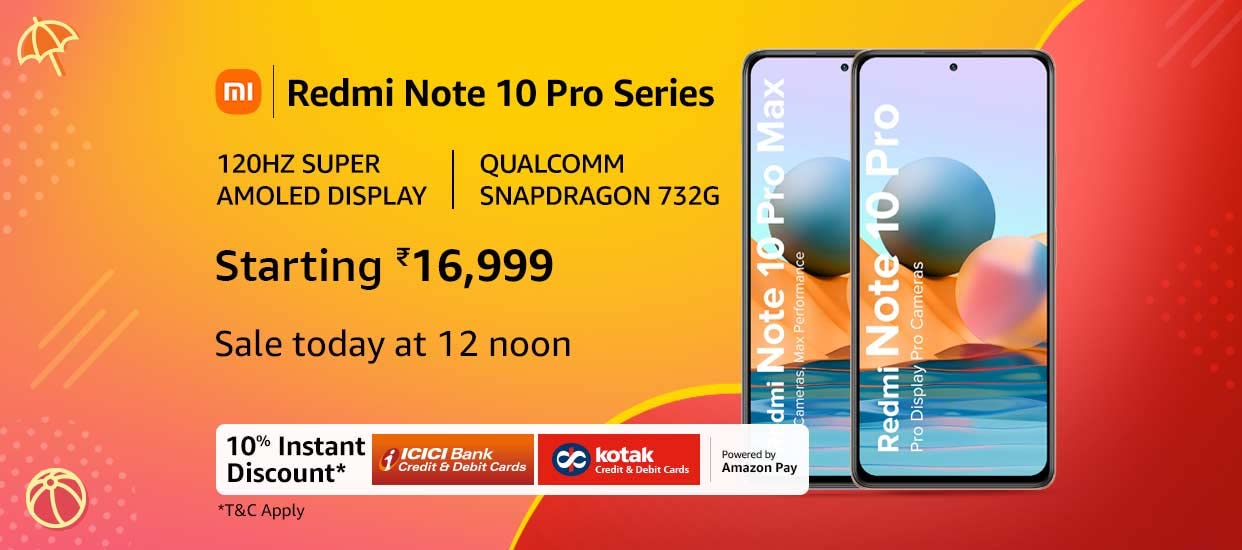 mi
Redmi Note 10 Pro Series
120HZ SUPER
AMOLED DISPLAY
QUALCOMM
SNAPDRAGON 732G
Starting ₹16,999
Sale today at 12 noon
10% Instant
Discount*
ICICI Bank
Credit & Debit Cards
kotak
Credit & Debit Cards
Powered by
Amazon Pay
*T&C Apply
Note 10 Pro Max
Cameras, Max Performance
Redmi Note 10 Pro
Pro Display Pro Cameras